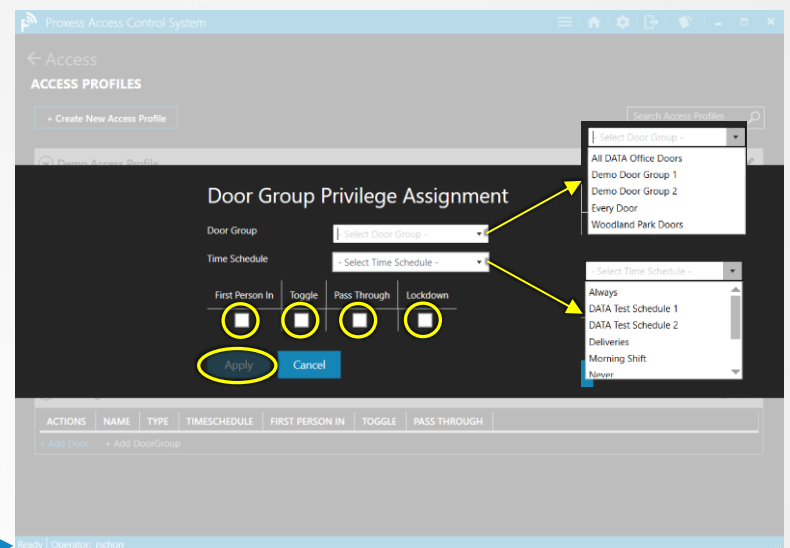 Proxess Access Control System
Access
ACCESS PROFILES
+ Create New Access Profile
Search Access Profiles
Demo Access Profile
- Select Door Group -
All DATA Office Doors
Demo Door Group 1
Demo Door Group 2
Every Door
Woodland Park Doors
Door Group Privilege Assignment
Door Group
- Select Door Group -
Time Schedule
- Select Time Schedule -
First Person In Toggle Pass Through Lockdown
Apply Cancel
- Select Time Schedule -
Always
DATA Test Schedule 1
DATA Test Schedule 2
Deliveries
Morning Shift
Never
ACTIONS NAME TYPE TIMESCHEDULE FIRST PERSON IN TOGGLE PASS THROUGH
+ Add Door + Add DoorGroup
Ready Operator: rschorr